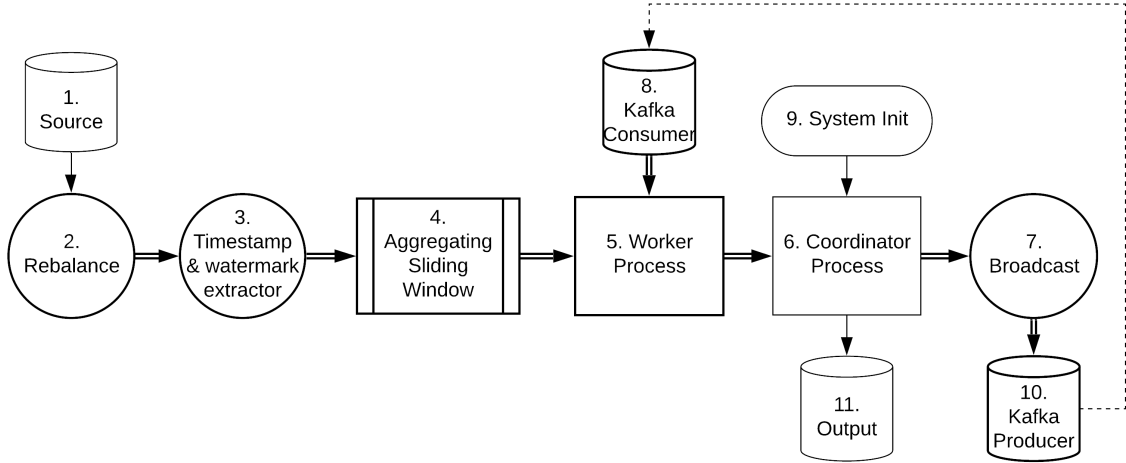 1.
Source
2.
Rebalance
3.
Timestamp
& watermark
extractor
4.
Aggregating
Sliding
Window
5. Worker
Process
8.
Kafka
Consumer
9. System Init
6. Coordinator
Process
7.
Broadcast
11.
Output
10.
Kafka
Producer